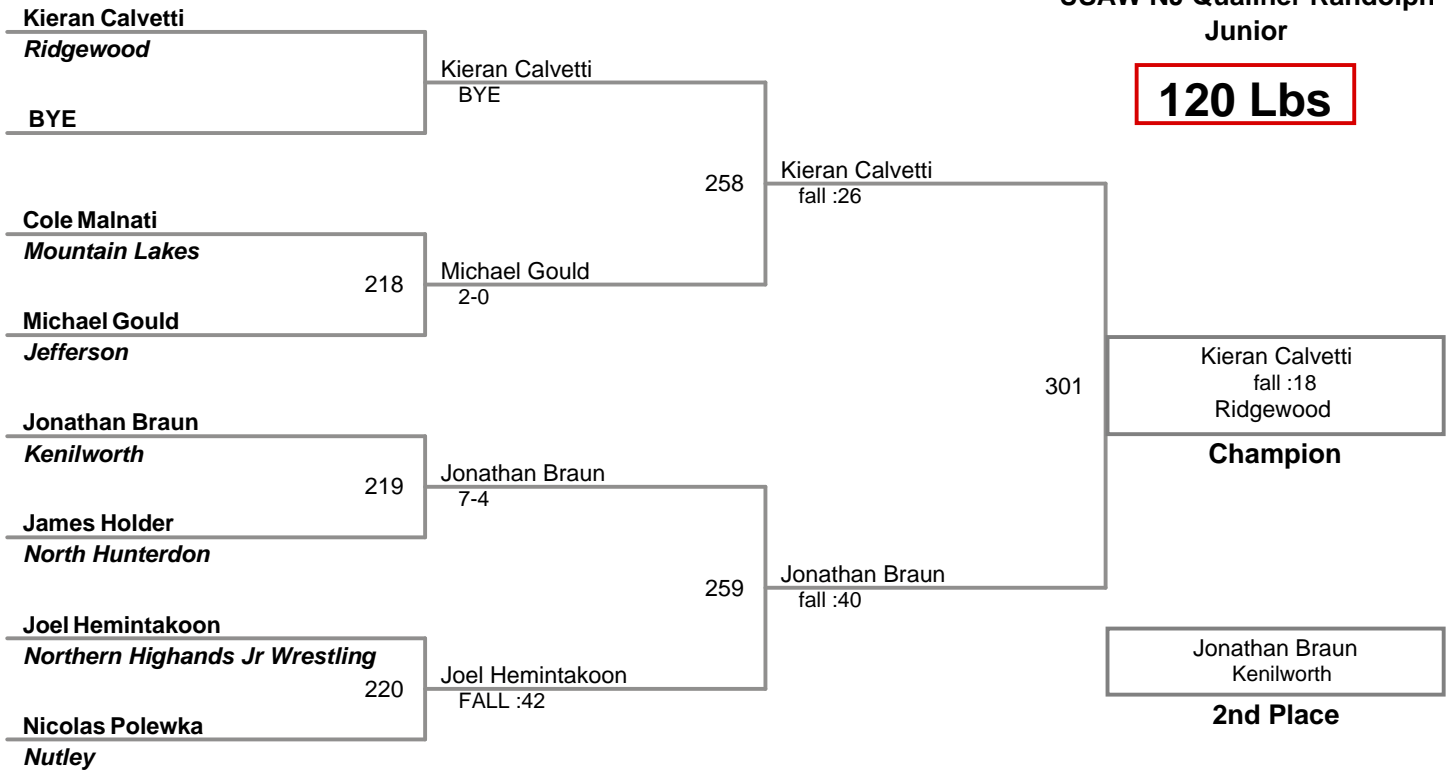 Junior
120 Lbs
Kieran Calvetti
Ridgewood
BYE
Cole Malnati
Mountain Lakes
218
Michael Gould
Jefferson
Jonathan Braun
Kenilworth
219
James Holder
North Hunterdon
Joel Hemintakoon
Northern Highands Jr Wrestling
220
Nicolas Polewka
Nutley
Kieran Calvetti
BYE
258
Michael Gould
2-0
Jonathan Braun
7-4
259
Joel Hemintakoon
FALL :42
Kieran Calvetti
fall :26
301
Jonathan Braun
fall :40
Kieran Calvetti
fall :18
Ridgewood
Champion
Jonathan Braun
Kenilworth
2nd Place